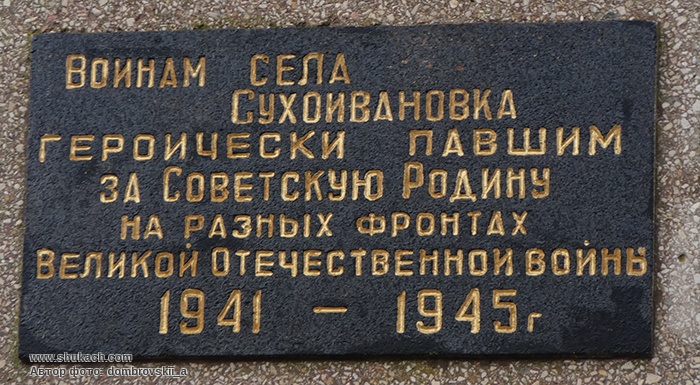 Воинам села
Сухоивановка
героически павшим
за Советскую Родину
на разных фронтах
Великой Отечественной войны
1941 — 1945г
www.shukach.com
Автор фото: dombrovskii_a